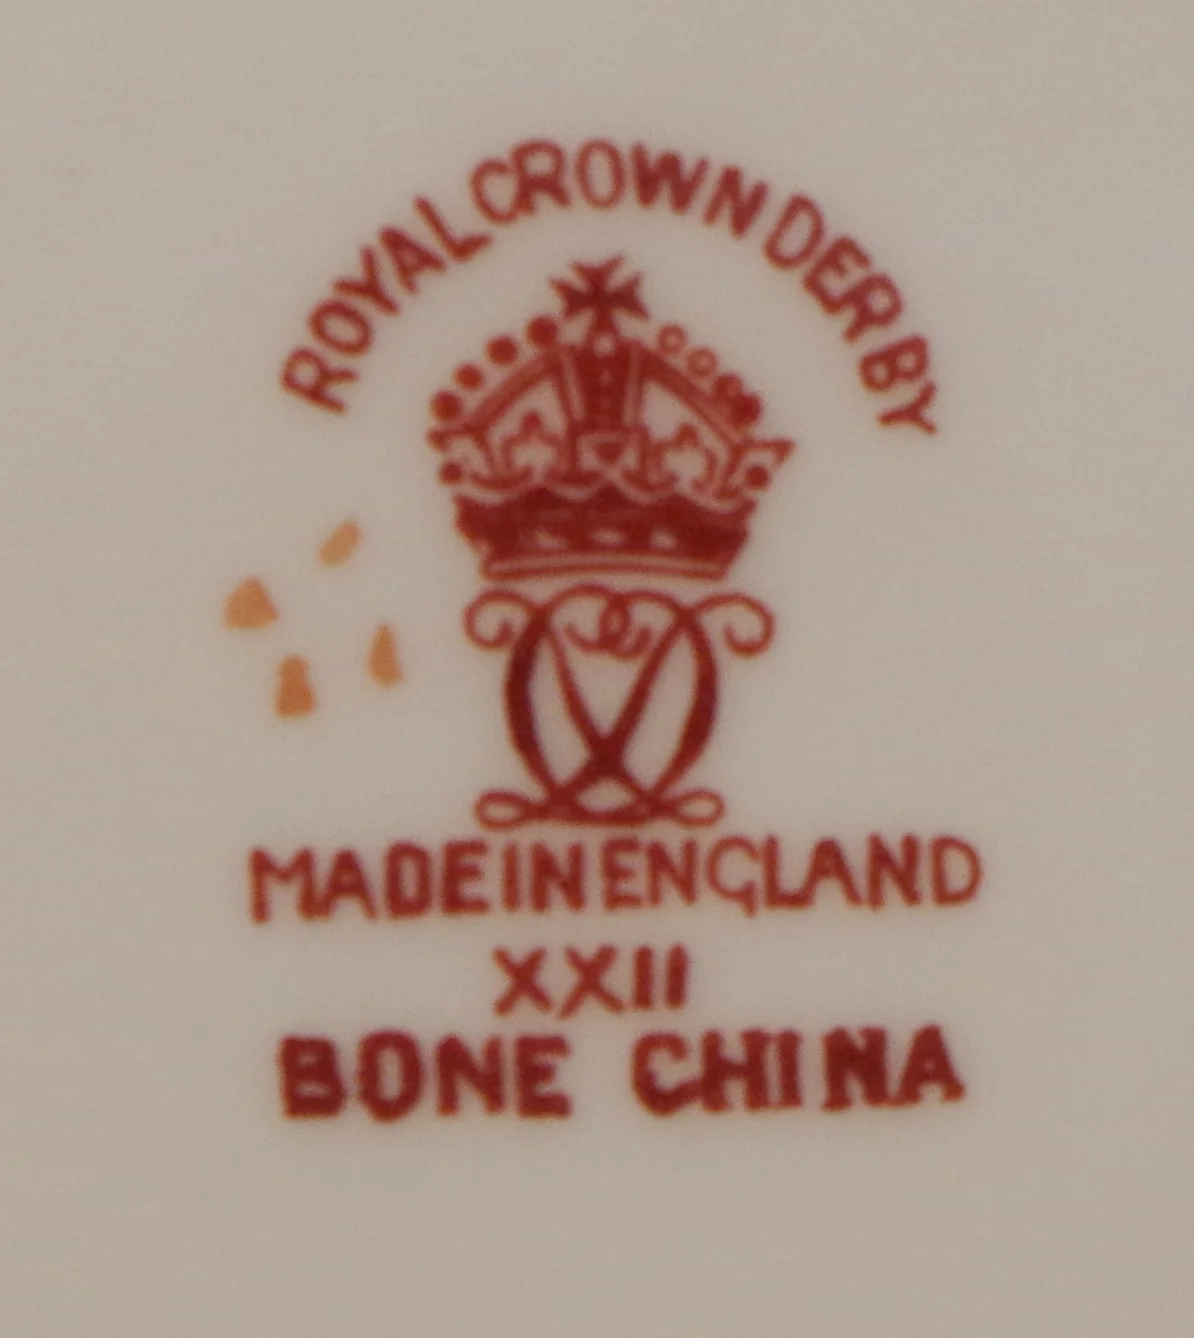 ROYAL CROWN DERBY
MADE IN ENGLAND
XXII
BONE CHINA